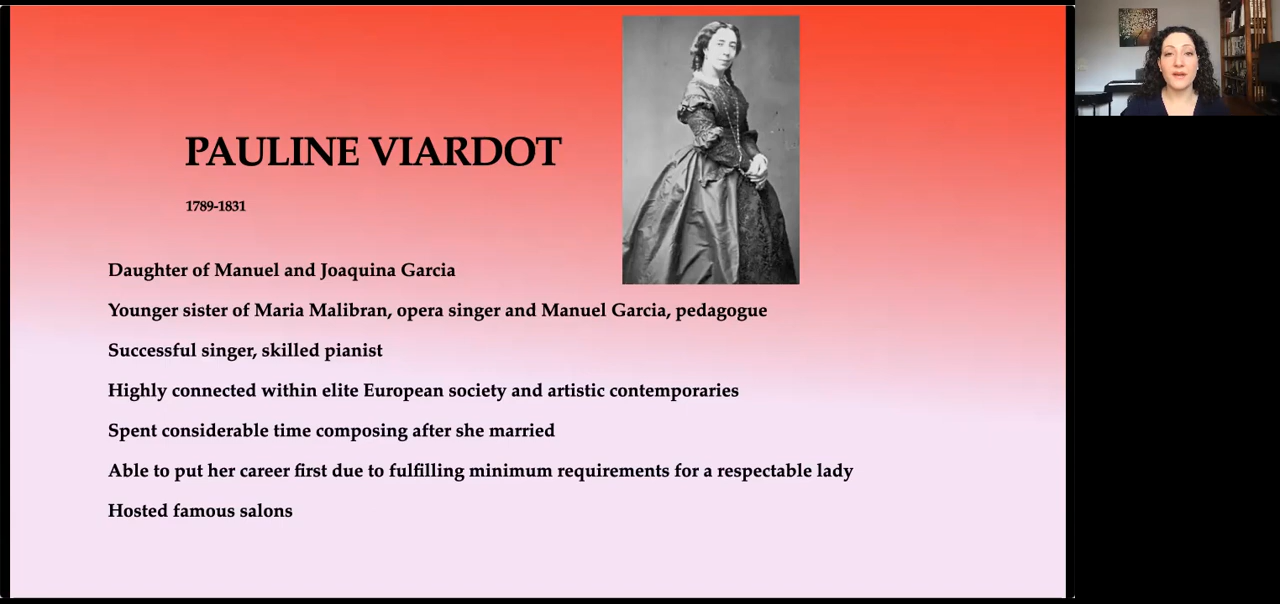 PAULINE VIARDOT
1789-1831
Daughter of Manuel and Joaquina Garcia
Younger sister of Maria Malibran, opera singer and Manuel Garcia, pedagogue
Successful singer, skilled pianist
Highly connected within elite European society and artistic contemporaries
Spent considerable time composing after she married
Able to put her career first due to fulfilling minimum requirements for a respectable lady
Hosted famous salons